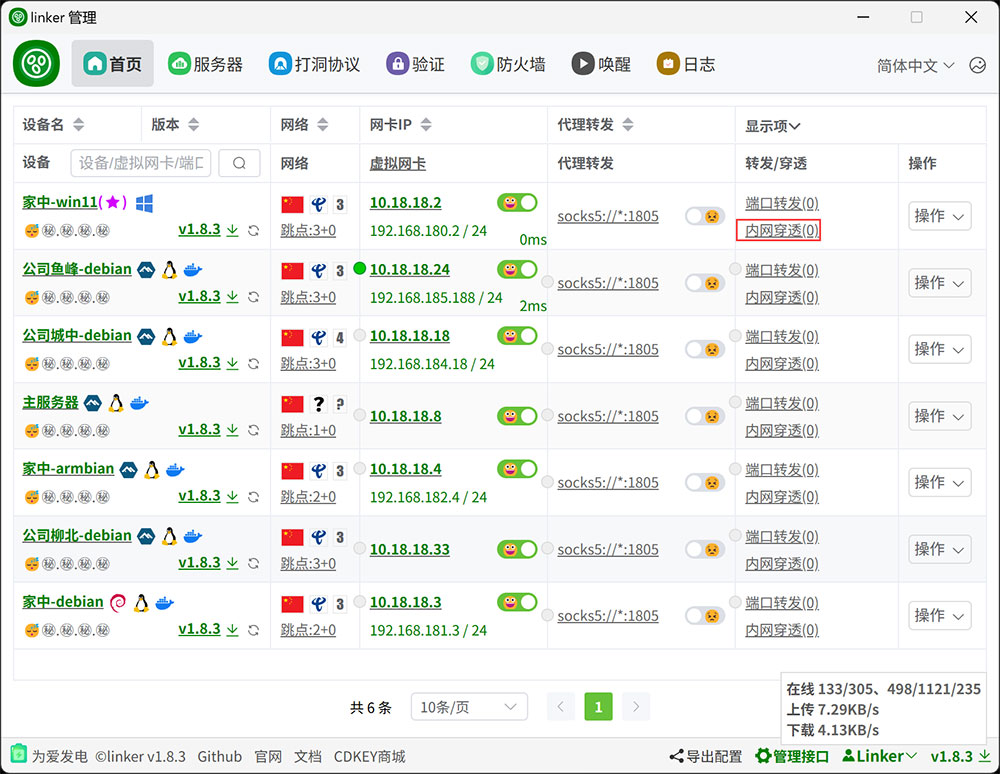 linker 管理
首页 服务器 打洞协议 验证 防火墙 唤醒 日志 简体中文
设备名 版本 网络 网卡IP 代理转发 显示项
设备 设备/虚拟网卡/端口 网络 虚拟网卡 代理转发 转发/穿透 操作
家中-win11(★) 3 10.18.18.2 socks5://*:1805 端口转发(0) 操作
㊙.㊙.㊙.㊙ v1.8.3 跳点:3+0 192.168.180.2 / 24 0ms 内网穿透(0)
公司鱼峰-debian 3 10.18.18.24 socks5://*:1805 端口转发(0) 操作
㊙.㊙.㊙.㊙ v1.8.3 跳点:3+0 192.168.185.188 / 24 2ms 内网穿透(0)
公司城中-debian 4 10.18.18.18 socks5://*:1805 端口转发(0) 操作
㊙.㊙.㊙.㊙ v1.8.3 跳点:3+0 192.168.184.18 / 24 内网穿透(0)
主服务器 ? ? 10.18.18.8 socks5://*:1805 端口转发(0) 操作
㊙.㊙.㊙.㊙ v1.8.3 跳点:1+0 内网穿透(0)
家中-armbian 3 10.18.18.4 socks5://*:1805 端口转发(0) 操作
㊙.㊙.㊙.㊙ v1.8.3 跳点:2+0 192.168.182.4 / 24 内网穿透(0)
公司柳北-debian 3 10.18.18.33 socks5://*:1805 端口转发(0) 操作
㊙.㊙.㊙.㊙ v1.8.3 跳点:3+0 内网穿透(0)
家中-debian 3 10.18.18.3 socks5://*:1805 端口转发(0) 操作
㊙.㊙.㊙.㊙ v1.8.3 跳点:2+0 192.168.181.3 / 24 内网穿透(0)
共 6 条 10条/页 1
在线 133/305、498/1121/235
上传 7.29KB/s
下载 4.13KB/s
为爱发电 ©linker v1.8.3 Github 官网 文档 CDKEY商城 导出配置 管理接口 Linker v1.8.3